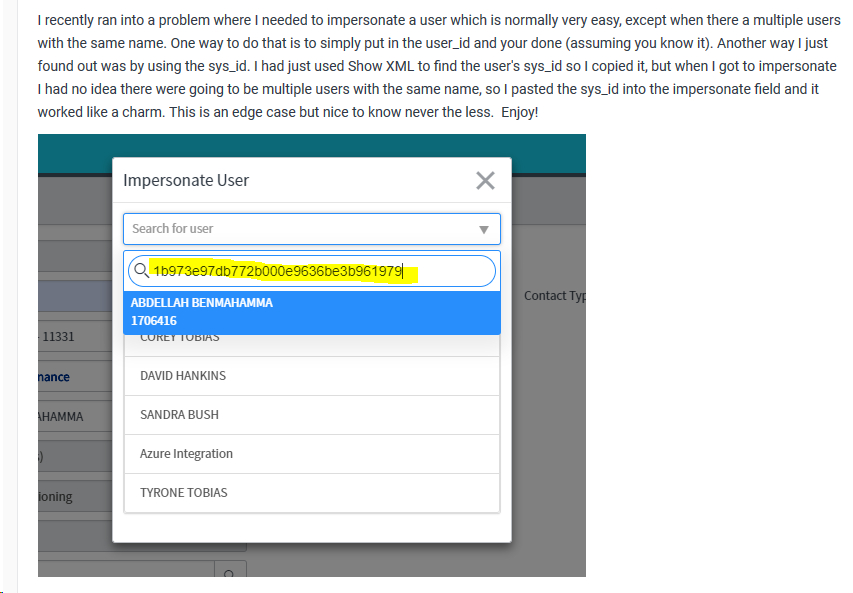 I recently ran into a problem where I needed to impersonate a user which is normally very easy, except when there a multiple users
with the same name. One way to do that is to simply put in the user_id and your done (assuming you know it). Another way I just
found out was by using the sys_id. I had just used Show XML to find the user's sys_id so I copied it, but when I got to impersonate
I had no idea there were going to be multiple users with the same name, so I pasted the sys_id into the impersonate field and it
worked like a charm. This is an edge case but nice to know never the less. Enjoy!
Impersonate User
Search for user
1b973e97db772b000e9636be3b961979
ABDELLAH BENMAHAMMA
1706416
Contact Typ
- 11331
COREY TOBIAS
nance
DAVID HANKINS
AHAMMA
SANDRA BUSH
s)
Azure Integration
ioning
TYRONE TOBIAS